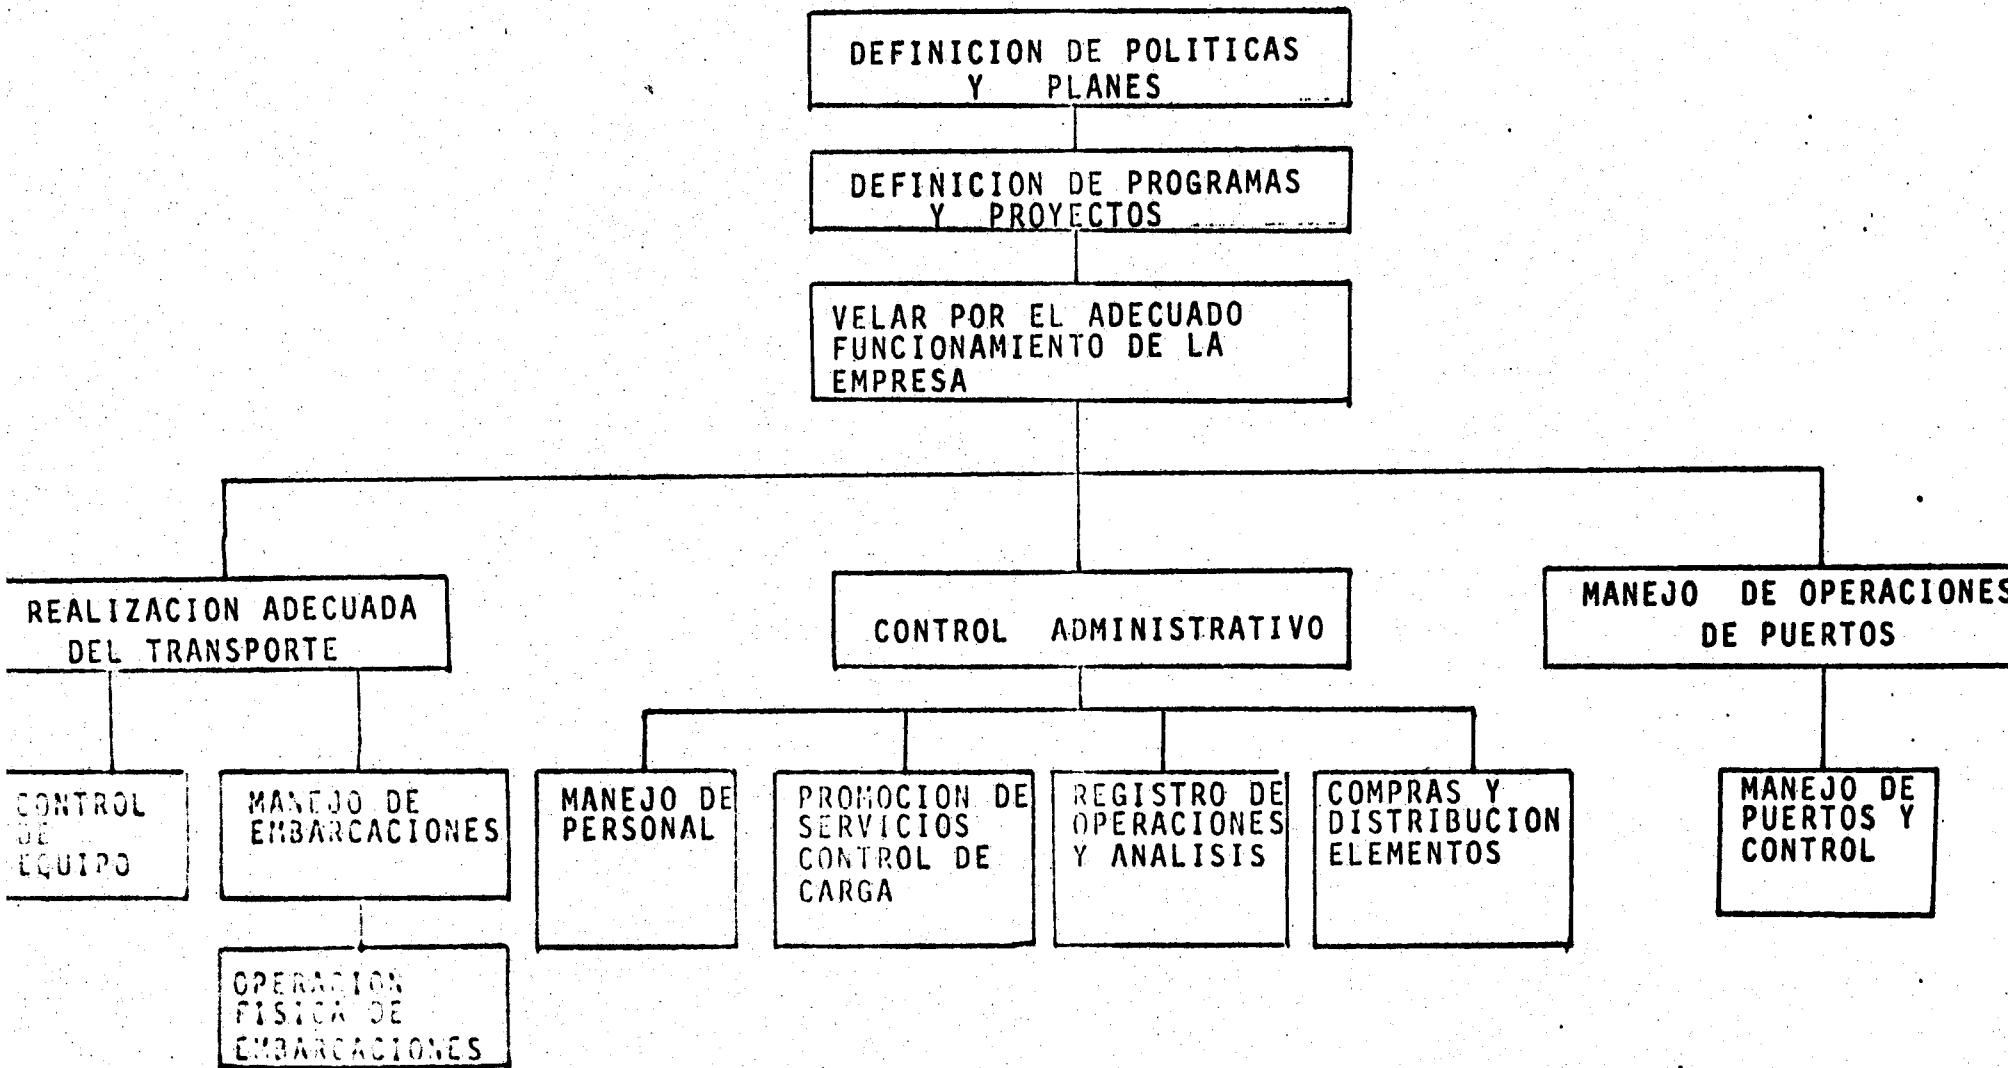 DEFINICION DE POLITICAS
Y PLANES
DEFINICION DE PROGRAMAS
Y PROYECTOS
VELAR POR EL ADECUADO
FUNCIONAMIENTO DE LA
EMPRESA
REALIZACION ADECUADA
DEL TRANSPORTE
CONTROL ADMINISTRATIVO
MANEJO DE OPERACIONES
DE PUERTOS
CONTROL
DE
EQUIPO
MANEJO DE
EMBARCACIONES
MANEJO DE
PERSONAL
PROMOCION DE
SERVICIOS
CONTROL DE
CARGA
REGISTRO DE
OPERACIONES
Y ANALISIS
COMPRAS Y
DISTRIBUCION
ELEMENTOS
MANEJO DE
PUERTOS Y
CONTROL
OPERACION
FISICA DE
EMBARCACIONES